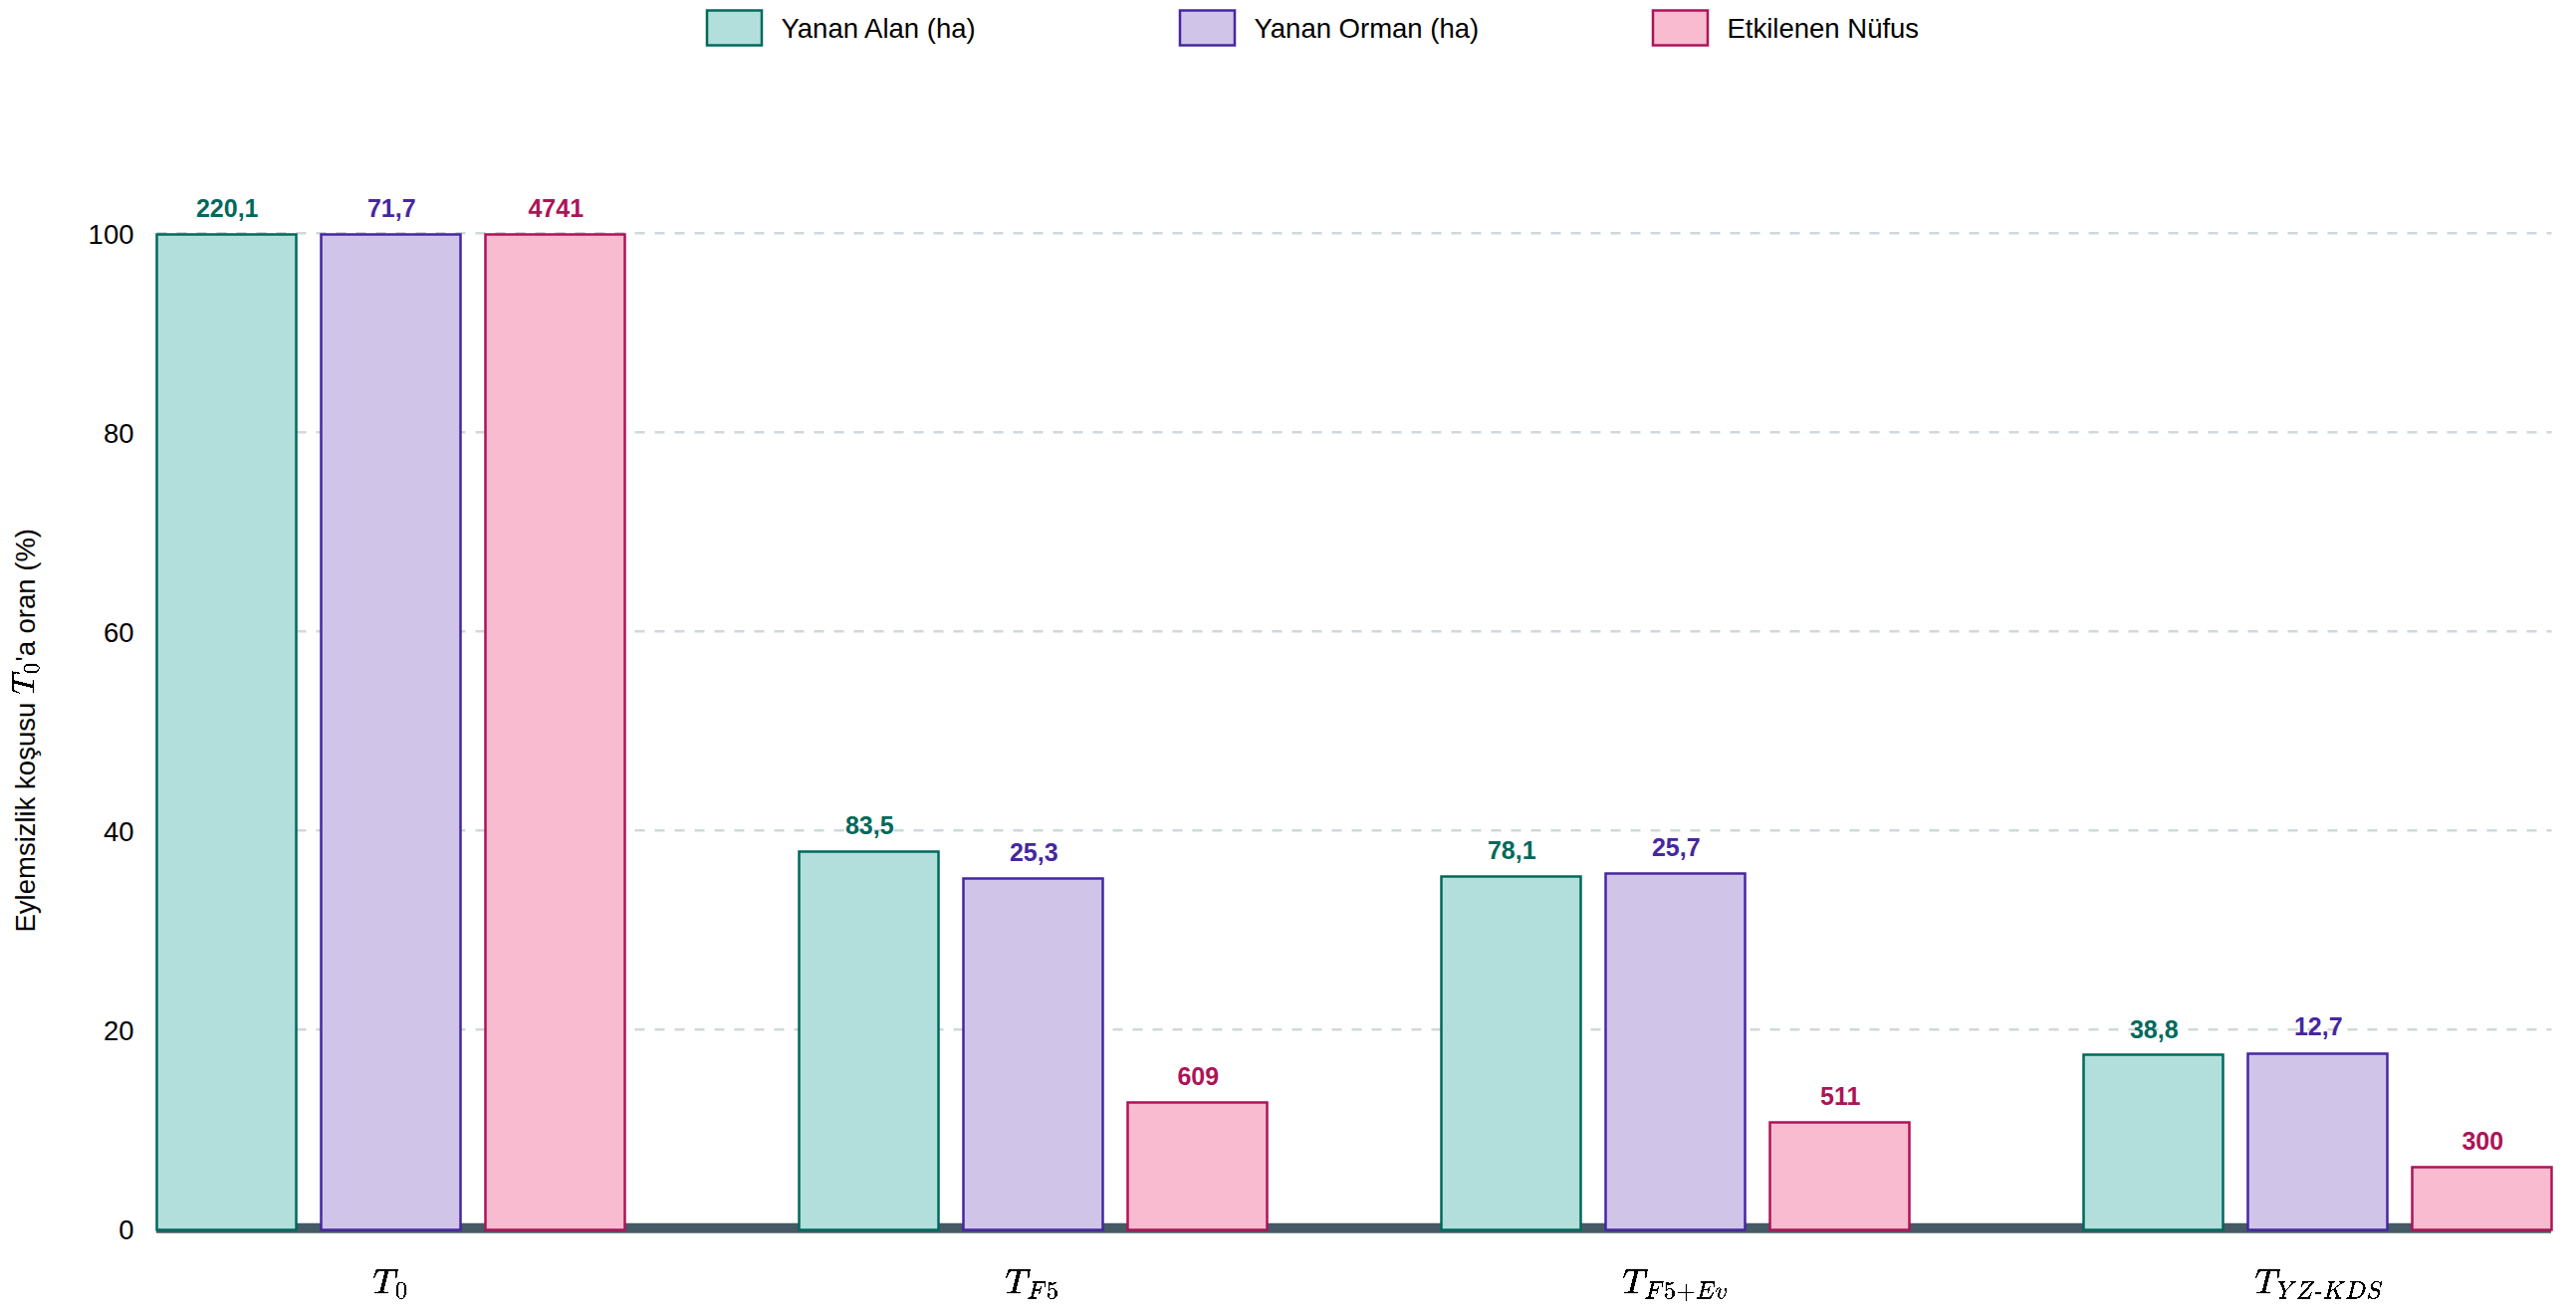 Yanan Alan (ha) Yanan Orman (ha) Etkilenen Nüfus
220,1 71,7 4741
100
80
60
40
20
0
Eylemsizlik koşusu T0'a oran (%)
83,5 25,3 609
78,1 25,7 511
38,8 12,7 300
T0 TF5 TF5+Ev TYZ-KDS